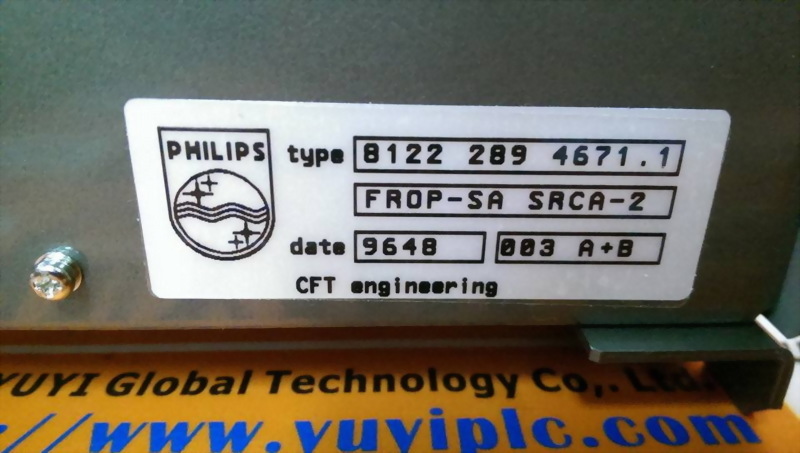 PHILIPS
type 8122 289 4671.1
FROP-SA SRCA-2
date 9648 003 A+B
CFT engineering
YUYI Global Technology Co,. Ltd.
//www.yuyiplc.com